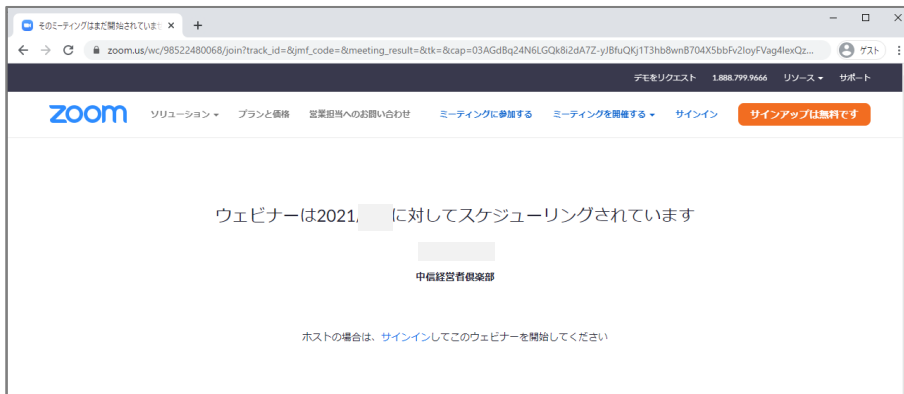 そのミーティングはまだ開始されていませ
zoom.us/wc/98522480068/join?track_id=&jmf_code=&meeting_result=&tk=&cap=03AGdBq24N6LGQk8i2dA7Z-yJBfuQKj1T3hb8wnB704X5bbFv2IoyFVag4lexQz... ゲスト
デモをリクエスト 1.888.799.9666 リソース サポート
zoom ソリューション プランと価格 営業担当へのお問い合わせ ミーティングに参加する ミーティングを開催する サインイン サインアップは無料です
ウェビナーは2021/ に対してスケジューリングされています
中信経営者倶楽部
ホストの場合は、サインインしてこのウェビナーを開始してください